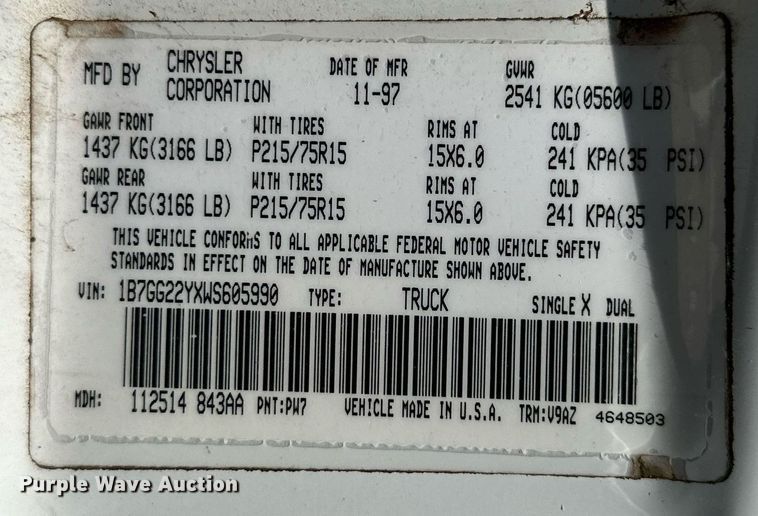 MFD BY CHRYSLER CORPORATION DATE OF MFR 11-97 GVWR 2541 KG(05600 LB)
GAWR FRONT WITH TIRES RIMS AT COLD
1437 KG(3166 LB) P215/75R15 15X6.0 241 KPA(35 PSI)
GAWR REAR WITH TIRES RIMS AT COLD
1437 KG(3166 LB) P215/75R15 15X6.0 241 KPA(35 PSI)
THIS VEHICLE CONFORMS TO ALL APPLICABLE FEDERAL MOTOR VEHICLE SAFETY
STANDARDS IN EFFECT ON THE DATE OF MANUFACTURE SHOWN ABOVE.
VIN: 1B7GG22YXWS605990 TYPE: TRUCK SINGLE X DUAL
MDH: 112514 843AA PNT:PW7 VEHICLE MADE IN U.S.A. TRM:V9AZ 4648503
Purple Wave Auction